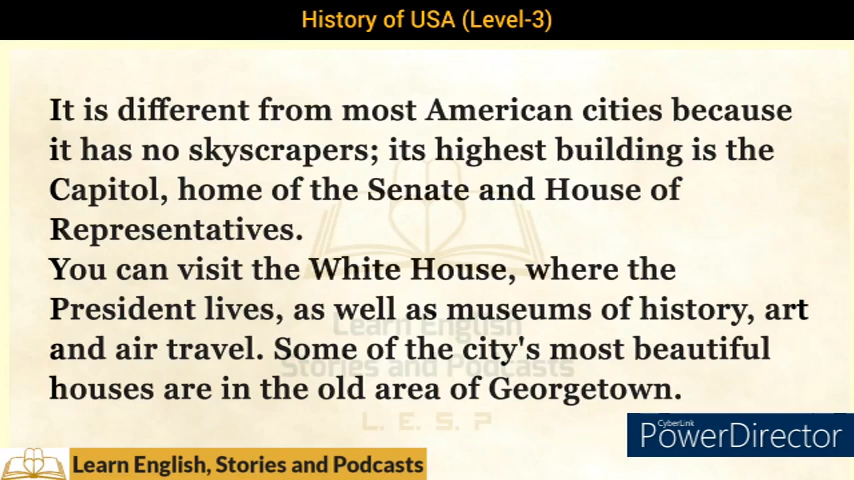 History of USA (Level-3)
It is different from most American cities because
it has no skyscrapers; its highest building is the
Capitol, home of the Senate and House of
Representatives.
You can visit the White House, where the
President lives, as well as museums of history, art
and air travel. Some of the city's most beautiful
houses are in the old area of Georgetown.
Learn English
Stories and Podcasts
L. E. S. P
CyberLink
PowerDirector
Learn English, Stories and Podcasts